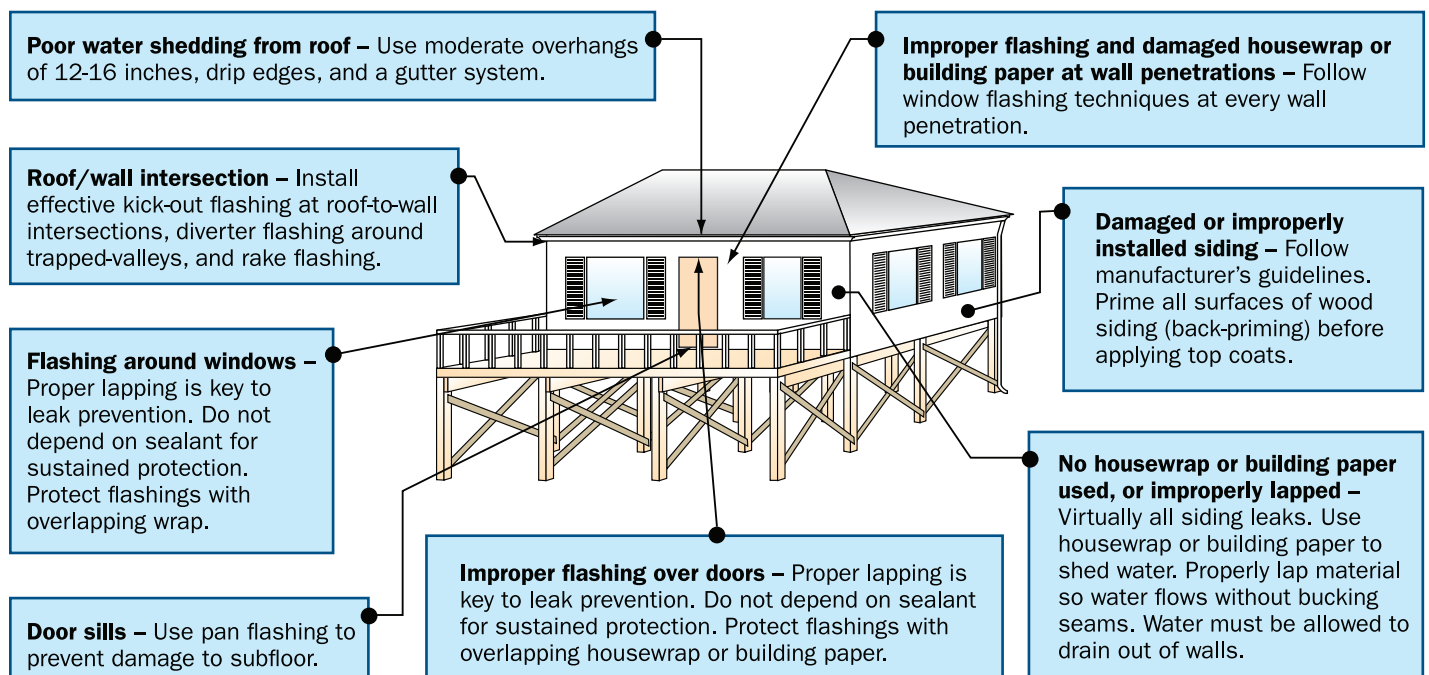 Poor water shedding from roof – Use moderate overhangs
of 12-16 inches, drip edges, and a gutter system.
Improper flashing and damaged housewrap or
building paper at wall penetrations – Follow
window flashing techniques at every wall
penetration.
Roof/wall intersection – Install
effective kick-out flashing at roof-to-wall
intersections, diverter flashing around
trapped-valleys, and rake flashing.
Damaged or improperly
installed siding – Follow
manufacturer’s guidelines.
Prime all surfaces of wood
siding (back-priming) before
applying top coats.
Flashing around windows –
Proper lapping is key to
leak prevention. Do not
depend on sealant for
sustained protection.
Protect flashings with
overlapping wrap.
No housewrap or building paper
used, or improperly lapped –
Virtually all siding leaks. Use
housewrap or building paper to
shed water. Properly lap material
so water flows without bucking
seams. Water must be allowed to
drain out of walls.
Improper flashing over doors – Proper lapping is
key to leak prevention. Do not depend on sealant
for sustained protection. Protect flashings with
overlapping housewrap or building paper.
Door sills – Use pan flashing to
prevent damage to subfloor.